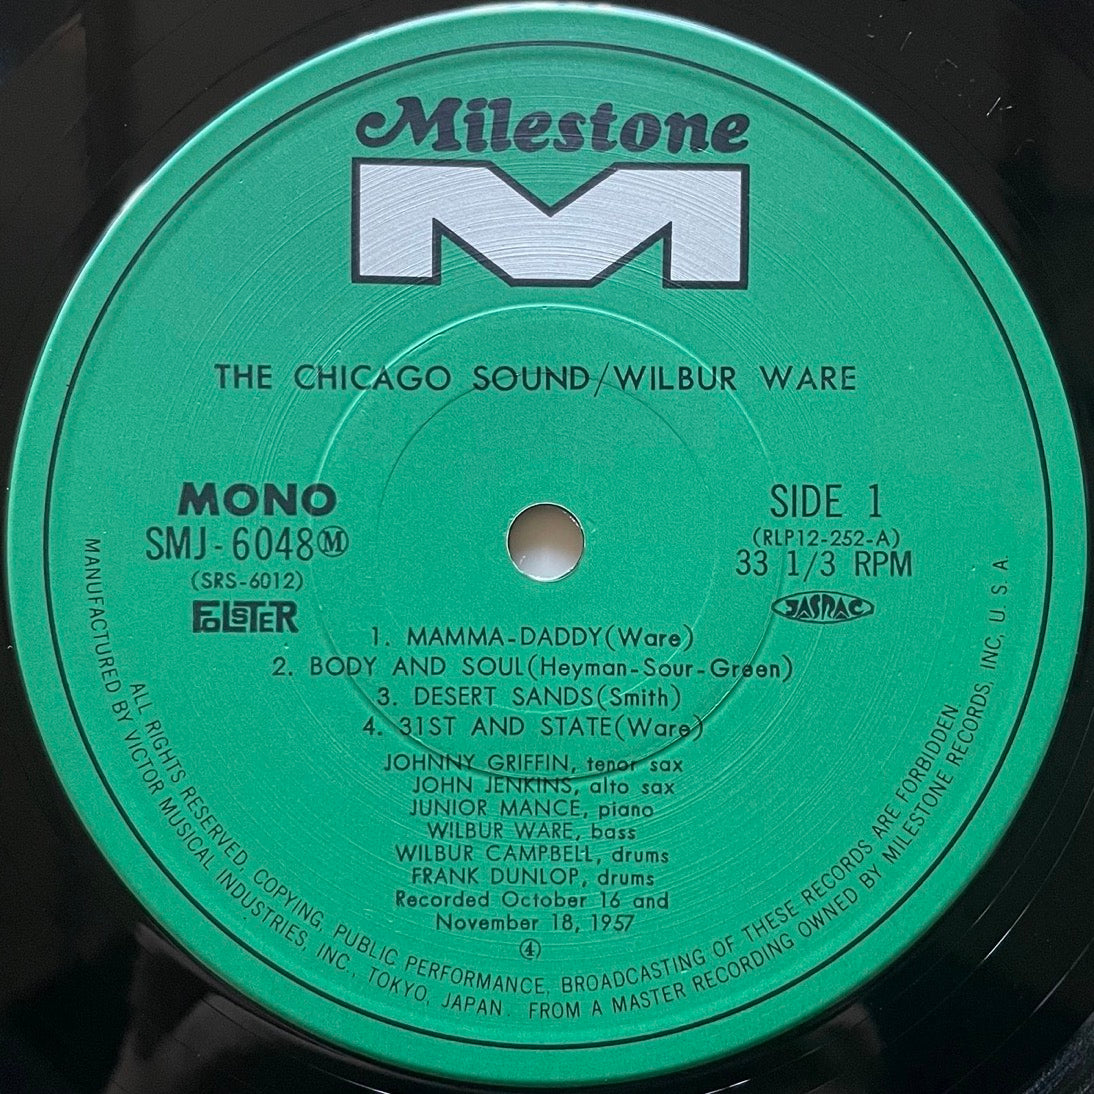 Milestone
THE CHICAGO SOUND/WILBUR WARE
MONO
SMJ-6048Ⓜ
(SRS-6012)
POLSTER
SIDE 1
(RLP12-252-A)
33 1/3 RPM
JASRAC
1. MAMMA-DADDY(Ware)
2. BODY AND SOUL(Heyman-Sour-Green)
3. DESERT SANDS(Smith)
4. 31ST AND STATE(Ware)
JOHNNY GRIFFIN, tenor sax
JOHN JENKINS, alto sax
JUNIOR MANCE, piano
WILBUR WARE, bass
WILBUR CAMPBELL, drums
FRANK DUNLOP, drums
Recorded October 16 and
November 18, 1957
④
ALL RIGHTS RESERVED, COPYING, PUBLIC PERFORMANCE, BROADCASTING OF THESE RECORDS ARE FORBIDDEN
MANUFACTURED BY VICTOR MUSICAL INDUSTRIES, INC., TOKYO, JAPAN. FROM A MASTER RECORDING OWNED BY MILESTONE RECORDS, INC, U. S. A